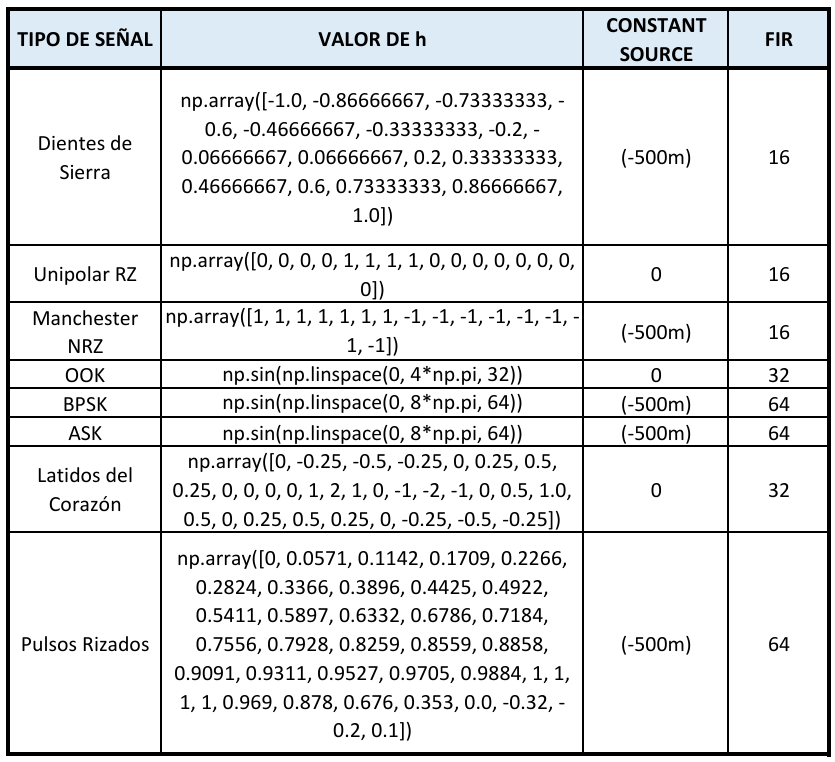 TIPO DE SEÑAL VALOR DE h CONSTANT SOURCE FIR
Dientes de Sierra
np.array([-1.0, -0.86666667, -0.73333333, -
0.6, -0.46666667, -0.33333333, -0.2, -
0.06666667, 0.06666667, 0.2, 0.33333333,
0.46666667, 0.6, 0.73333333, 0.86666667,
1.0])
(-500m)
16
Unipolar RZ
np.array([0, 0, 0, 0, 1, 1, 1, 1, 0, 0, 0, 0, 0, 0, 0,
0])
0
16
Manchester
NRZ
np.array([1, 1, 1, 1, 1, 1, 1, -1, -1, -1, -1, -1, -1, -
1, -1])
(-500m)
16
OOK
np.sin(np.linspace(0, 4*np.pi, 32))
0
32
BPSK
np.sin(np.linspace(0, 8*np.pi, 64))
(-500m)
64
ASK
np.sin(np.linspace(0, 8*np.pi, 64))
(-500m)
64
Latidos del
Corazón
np.array([0, -0.25, -0.5, -0.25, 0, 0.25, 0.5,
0.25, 0, 0, 0, 0, 1, 2, 1, 0, -1, -2, -1, 0, 0.5, 1.0,
0.5, 0, 0.25, 0.5, 0.25, 0, -0.25, -0.5, -0.25])
0
32
Pulsos Rizados
np.array([0, 0.0571, 0.1142, 0.1709, 0.2266,
0.2824, 0.3366, 0.3896, 0.4425, 0.4922,
0.5411, 0.5897, 0.6332, 0.6786, 0.7184,
0.7556, 0.7928, 0.8259, 0.8559, 0.8858,
0.9091, 0.9311, 0.9527, 0.9705, 0.9884, 1, 1,
1, 1, 0.969, 0.878, 0.676, 0.353, 0.0, -0.32, -
0.2, 0.1])
(-500m)
64